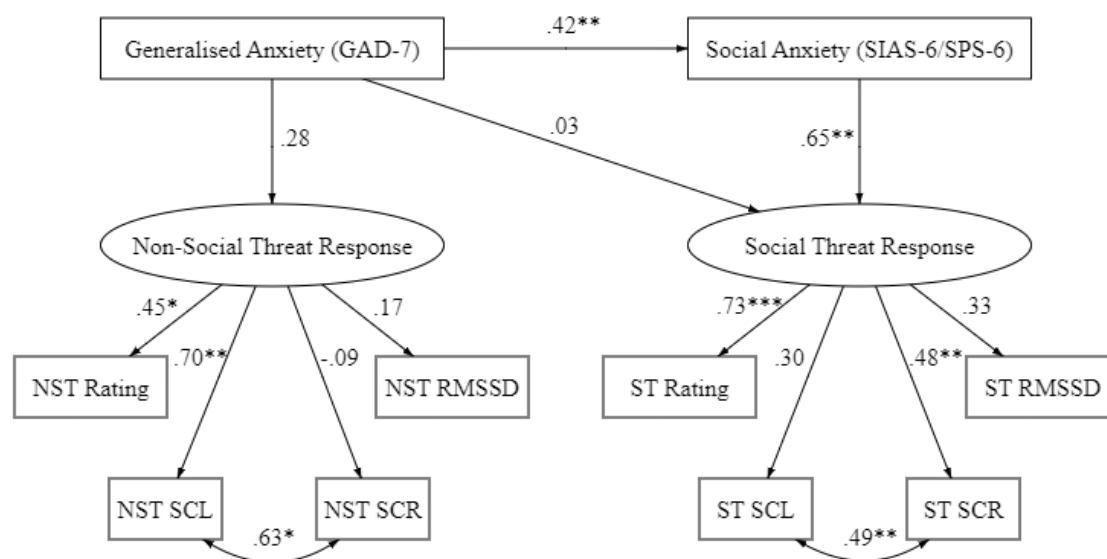 .42**
Generalised Anxiety (GAD-7)
Social Anxiety (SIAS-6/SPS-6)
.28
.03
.65**
Non-Social Threat Response
Social Threat Response
.45*
.17
.73***
.33
.70**
-.09
.30
.48**
NST Rating
NST RMSSD
ST Rating
ST RMSSD
NST SCL
NST SCR
ST SCL
ST SCR
.63*
.49**